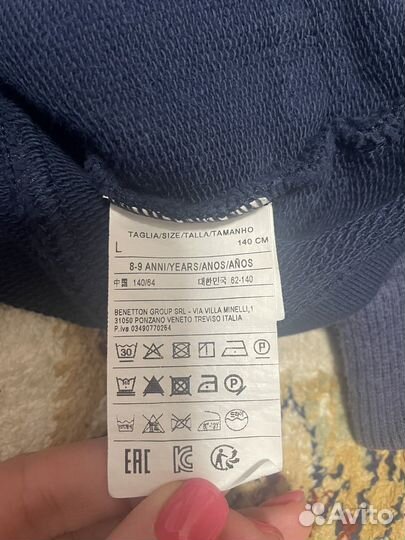 TAGLIA/SIZE/TALLA/TAMANHO
L 140 CM
8-9 ANNI/YEARS/ANOS/AÑOS
中国 140/64 대한민국 62-140
BENETTON GROUP SRL - VIA VILLA MINELLI,1
31050 PONZANO VENETO TREVISO ITALIA
P.iva 03490770264
30 P
P
EAC KC
Avito